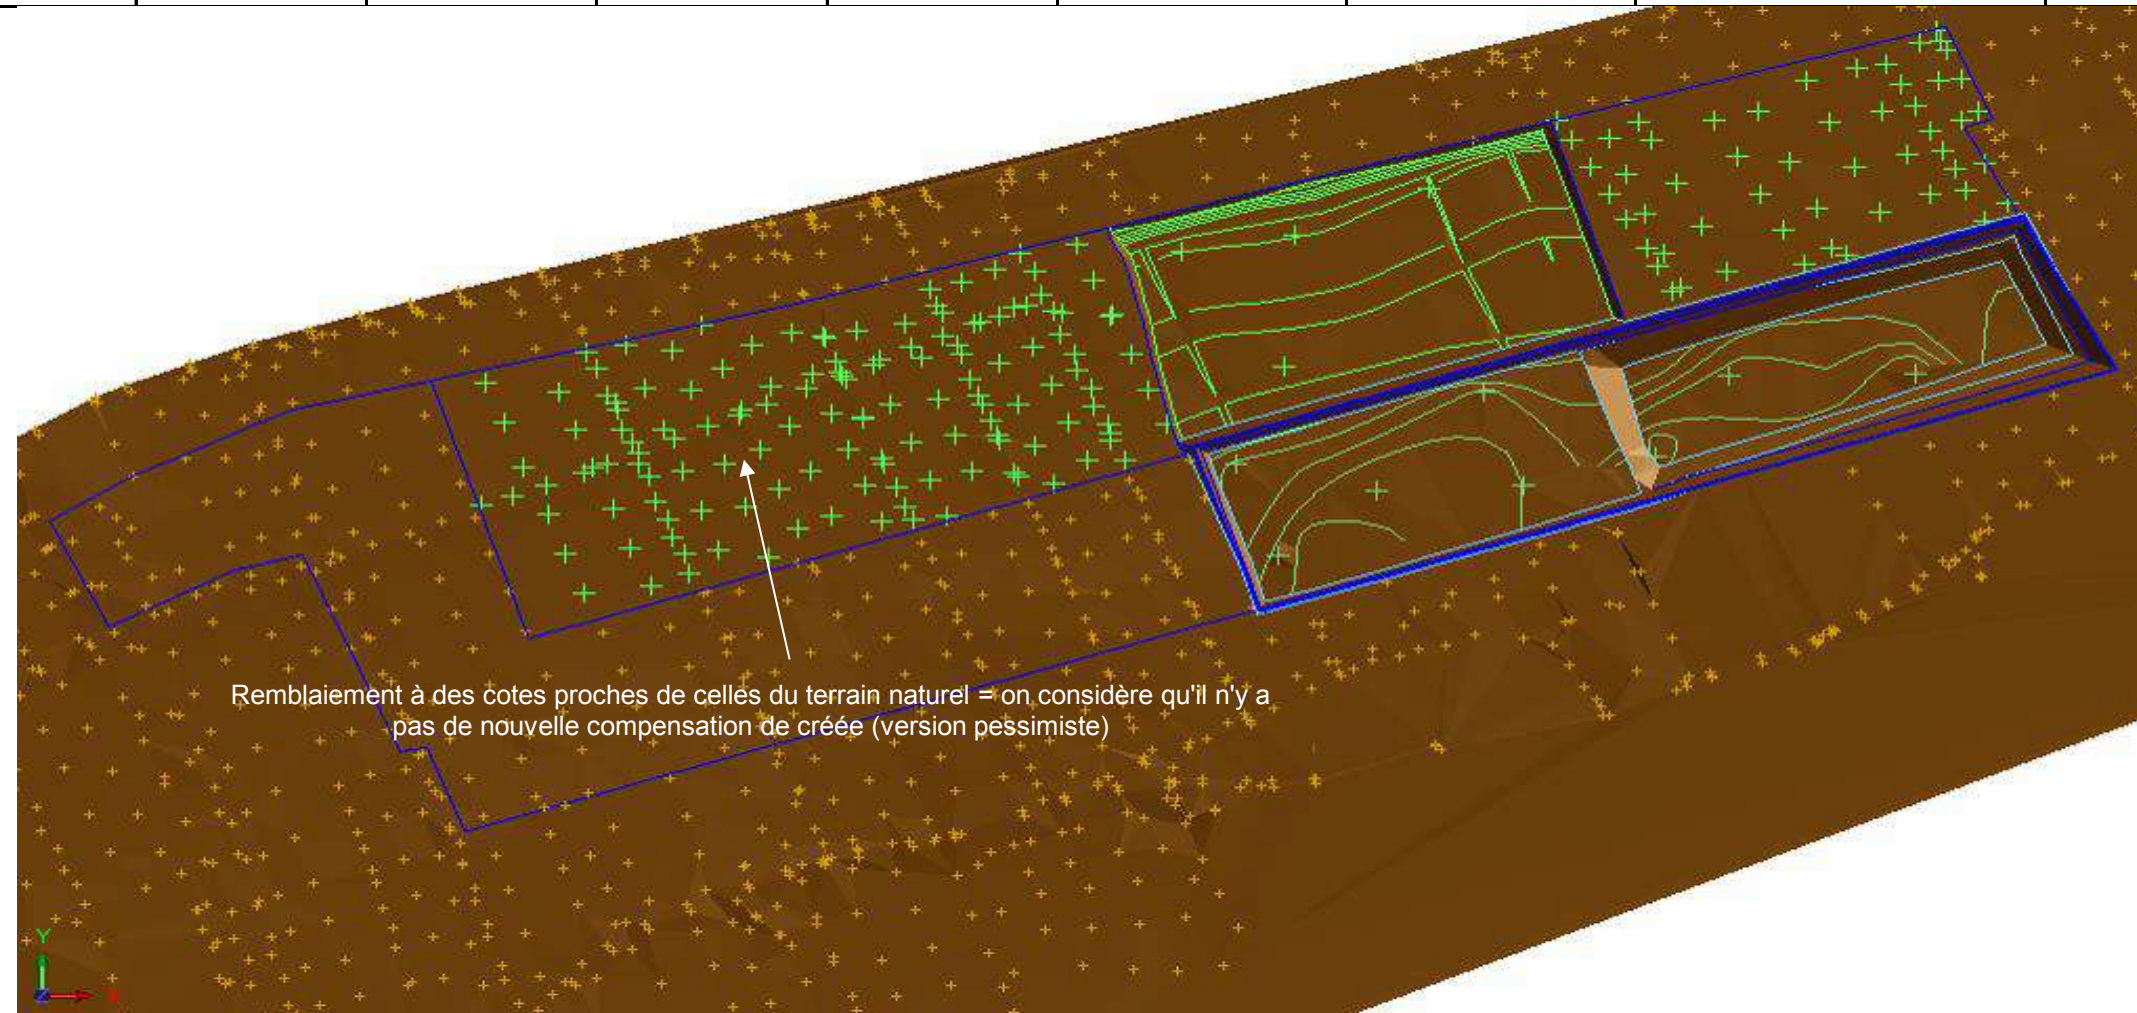 Remblaiement à des cotes proches de celles du terrain naturel = on considère qu'il n'y a
pas de nouvelle compensation de créée (version pessimiste)
Y
X